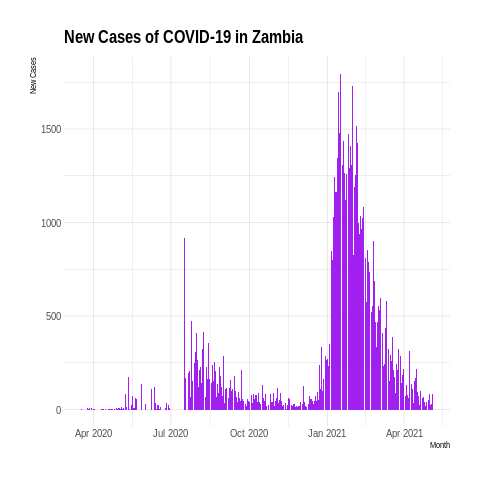 New Cases of COVID-19 in Zambia
New Cases
1500
1000
500
0
Apr 2020 Jul 2020 Oct 2020 Jan 2021 Apr 2021
Month